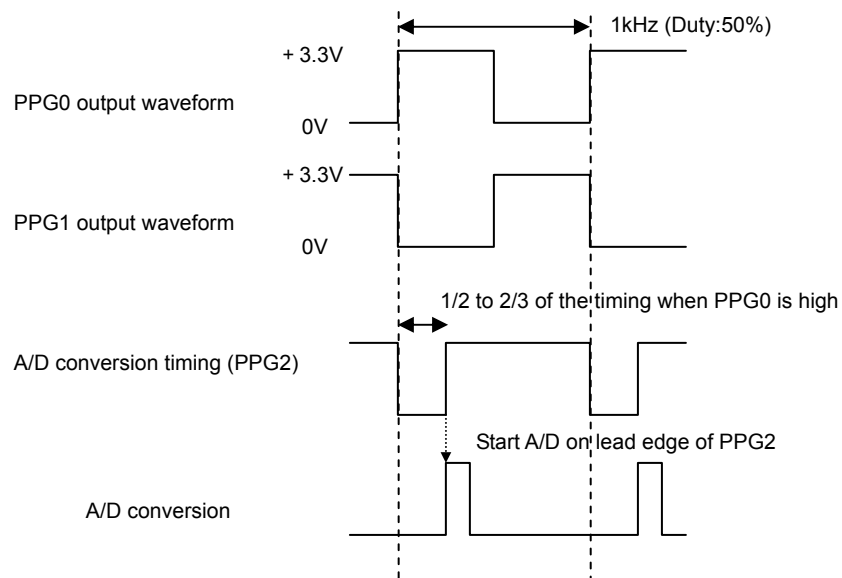 1kHz (Duty:50%)
+ 3.3V
PPG0 output waveform
0V
+ 3.3V
PPG1 output waveform
0V
1/2 to 2/3 of the timing when PPG0 is high
A/D conversion timing (PPG2)
Start A/D on lead edge of PPG2
A/D conversion